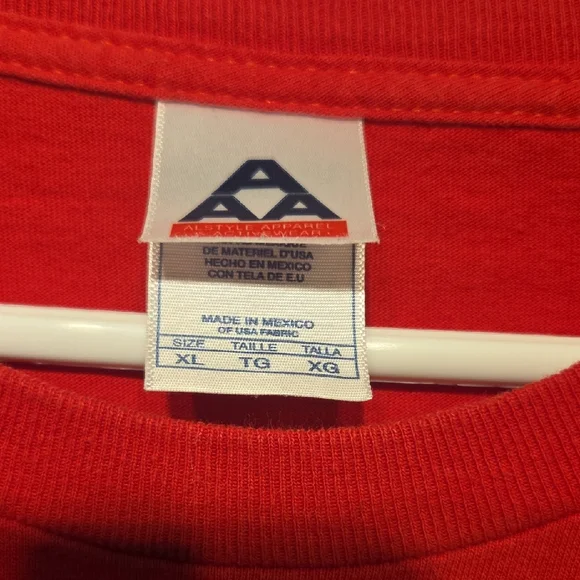 A
A A
ALSTYLE APPAREL
& ACTIVEWEAR
DE MATERIEL D'USA
HECHO EN MEXICO
CON TELA DE E.U
MADE IN MEXICO
OF USA FABRIC
SIZE TAILLE TALLA
XL TG XG